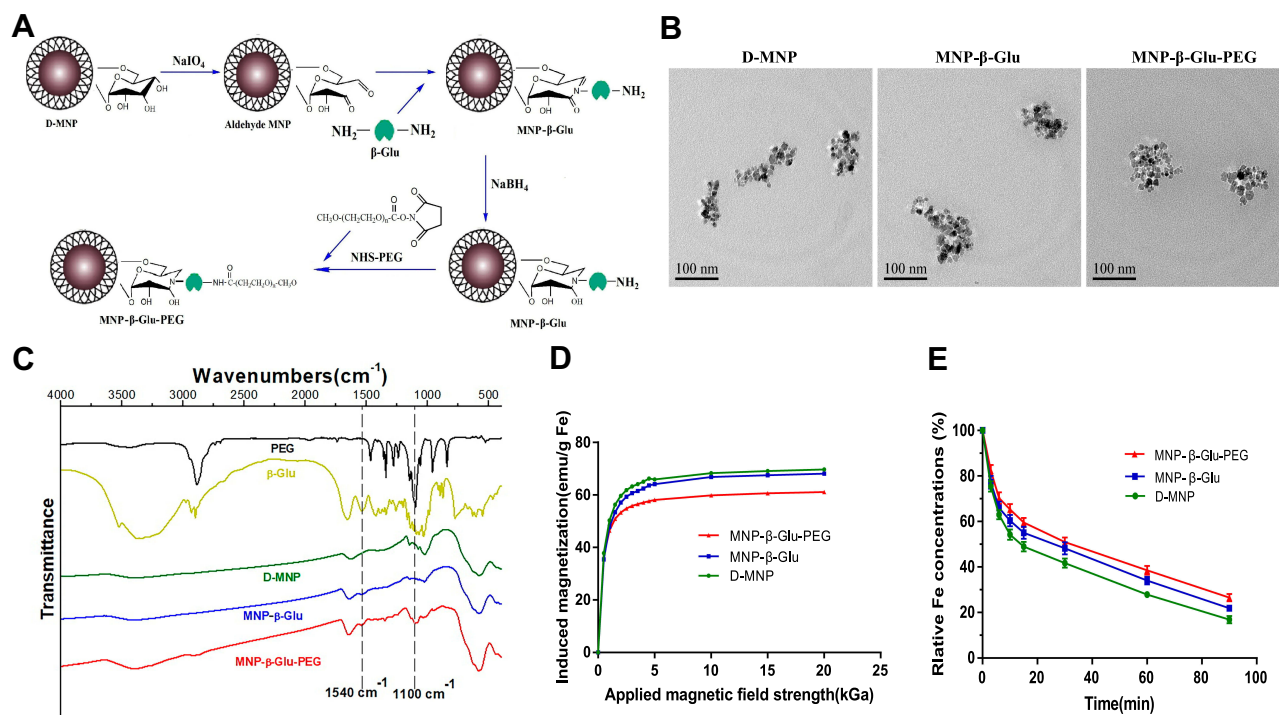 A
NaIO₄
D-MNP
Aldehyde MNP
NH₂
NH₂
β-Glu
OH
OH
OH
OH
O
O
O
N
NH₂
MNP-β-Glu
NaBH₄
CH₃O-(CH₂CH₂O)ₙ-C-O-N
NHS-PEG
MNP-β-Glu
NH₂
NH-C-(CH₂CH₂O)ₙ-CH₃O
MNP-β-Glu-PEG
B
D-MNP
MNP-β-Glu
MNP-β-Glu-PEG
100 nm
100 nm
100 nm
C
Wavenumbers(cm⁻¹)
4000 3500 3000 2500 2000 1500 1000 500
PEG
β-Glu
D-MNP
MNP-β-Glu
MNP-β-Glu-PEG
1540 cm⁻¹
1100 cm⁻¹
Transmittance
D
Induced magnetization(emu/g Fe)
80
60
40
20
0
MNP-β-Glu-PEG
MNP-β-Glu
D-MNP
0 5 10 15 20 25
Applied magnetic field strength(kGa)
E
Rlative Fe concentrations (%)
100
80
60
40
20
0
MNP- β-Glu-PEG
MNP- β-Glu
D-MNP
0 20 40 60 80 100
Time(min)